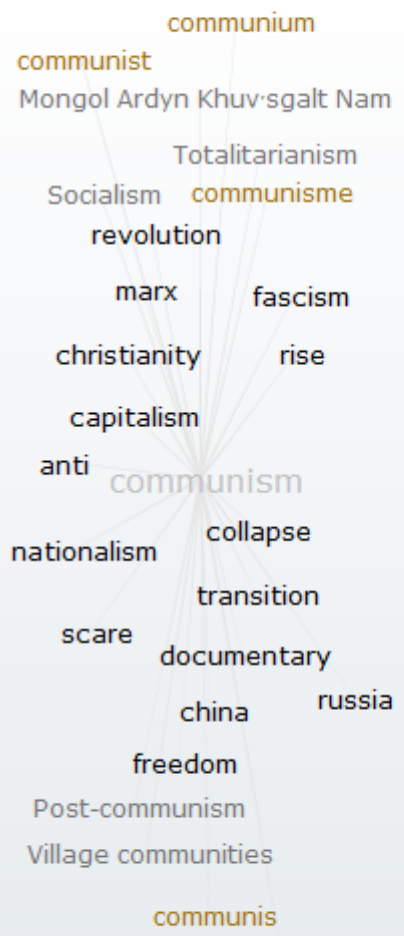 communium
communist
Mongol Ardyn Khuv·sgalt Nam
Totalitarianism
Socialism communisme
revolution
marx
fascism
christianity rise
capitalism
anti
communism
collapse
nationalism
transition
scare
documentary
russia
china
freedom
Post-communism
Village communities
communis